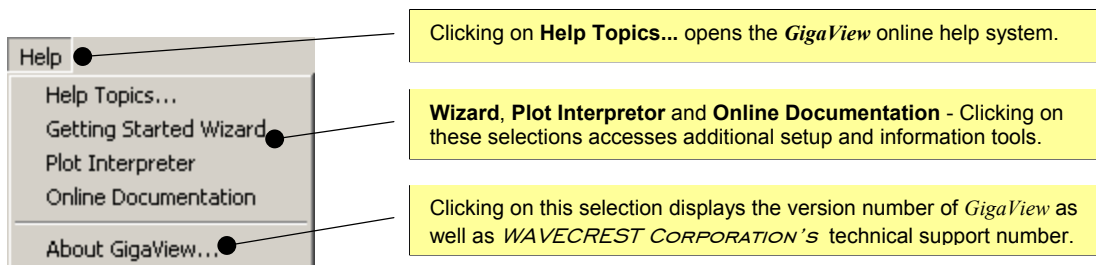 Help
Help Topics...
Getting Started Wizard
Plot Interpreter
Online Documentation
About GigaView...
Clicking on Help Topics... opens the GigaView online help system.
Wizard, Plot Interpretor and Online Documentation - Clicking on
these selections accesses additional setup and information tools.
Clicking on this selection displays the version number of GigaView as
well as WAVECREST CORPORATION'S technical support number.